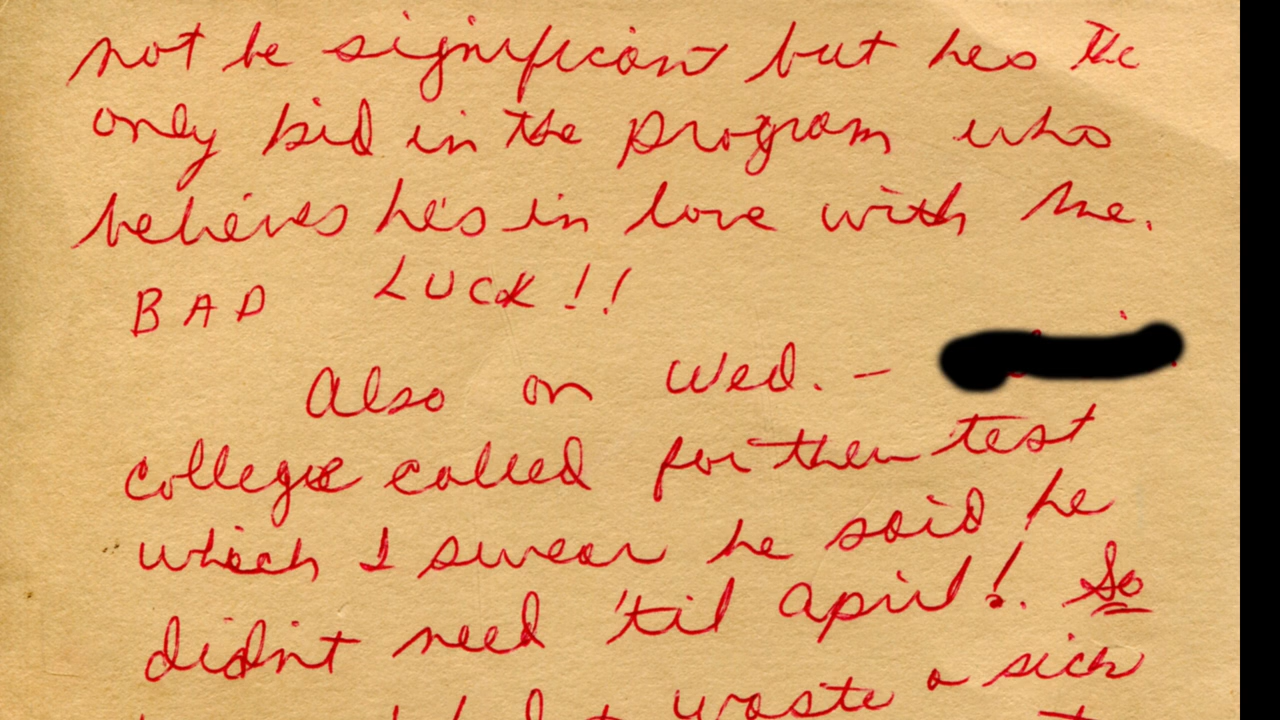 not be significant but hes the
only kid in the program who
believes he's in love with me.
BAD LUCK!!
Also on Wed. —
college called for then test
which I swear he said he
didn't need 'til April! So
waste a sick